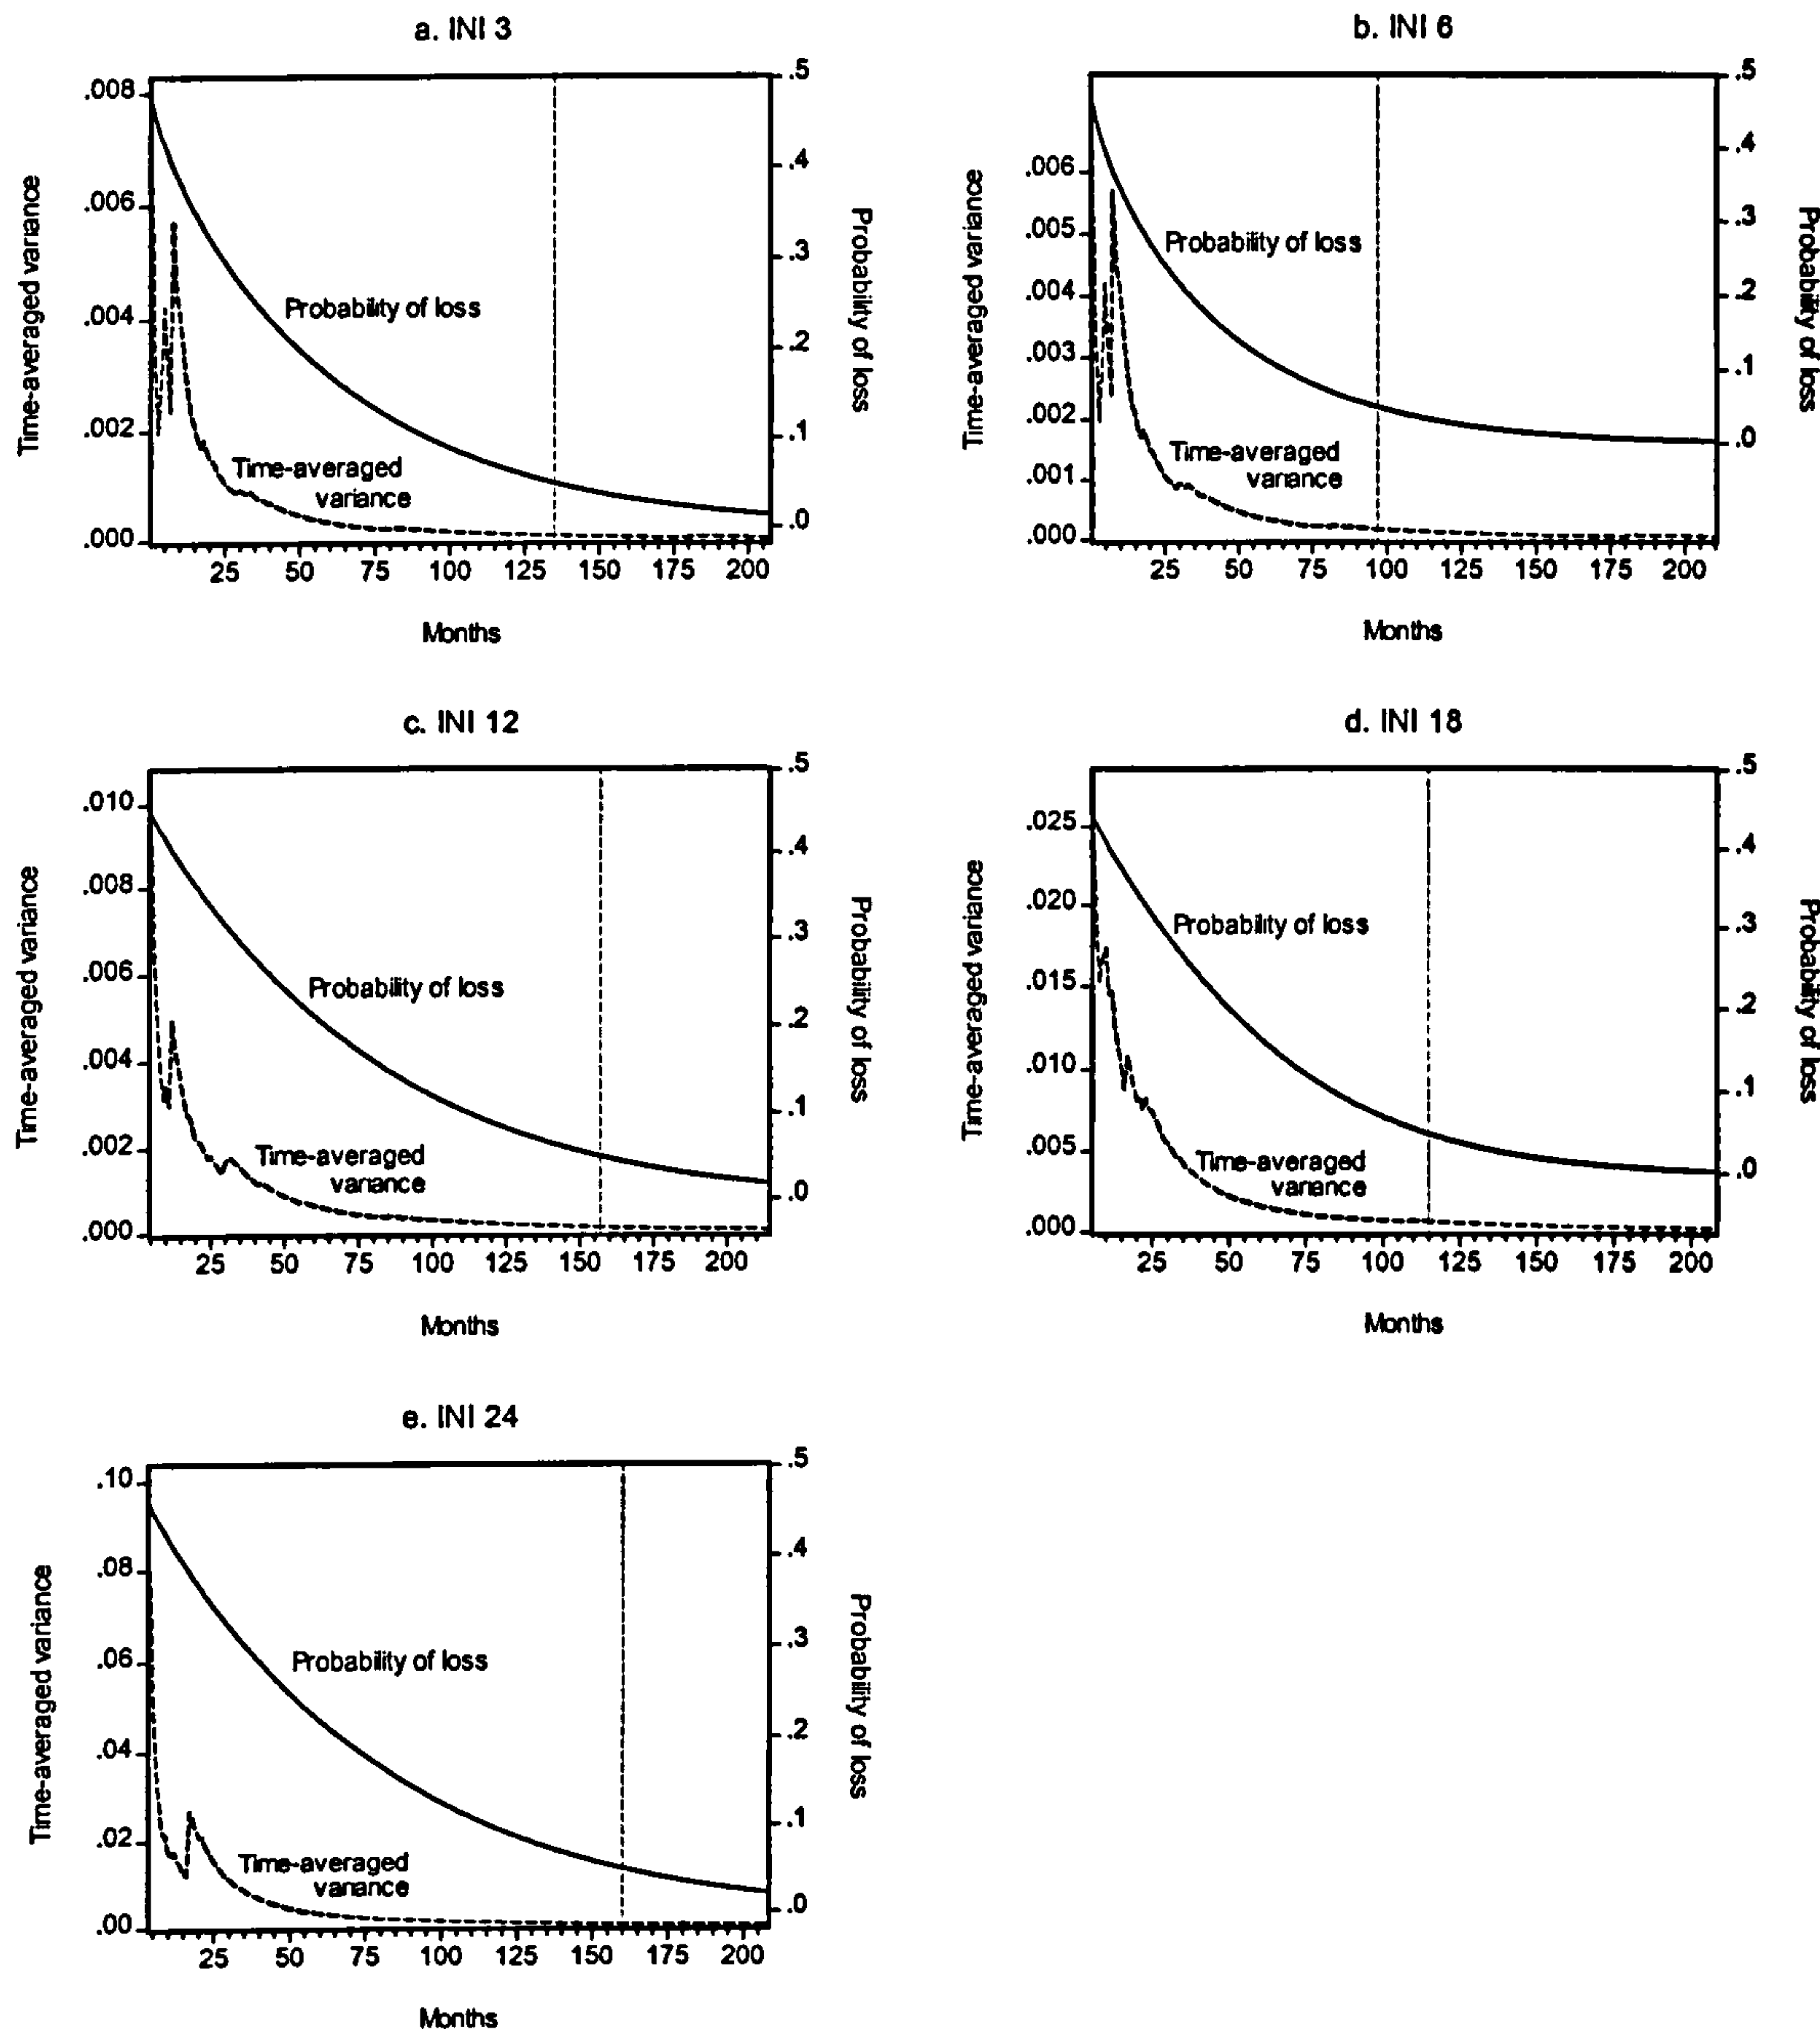 a. INI 3
.008
.006
.004
.002
.000
.5
.4
.3
.2
.1
.0
Time-averaged variance
Probability of loss
Probability of loss
Time-averaged
variance
25 50 75 100 125 150 175 200
Months
b. INI 6
.006
.005
.004
.003
.002
.001
.000
.5
.4
.3
.2
.1
.0
Time-averaged variance
Probability of loss
Probability of loss
Time-averaged
variance
25 50 75 100 125 150 175 200
Months
c. INI 12
.010
.008
.006
.004
.002
.000
.5
.4
.3
.2
.1
.0
Time-averaged variance
Probability of loss
Probability of loss
Time-averaged
variance
25 50 75 100 125 150 175 200
Months
d. INI 18
.025
.020
.015
.010
.005
.000
.5
.4
.3
.2
.1
.0
Time-averaged variance
Probability of loss
Probability of loss
Time-averaged
variance
25 50 75 100 125 150 175 200
Months
e. INI 24
.10
.08
.06
.04
.02
.00
.5
.4
.3
.2
.1
.0
Time-averaged variance
Probability of loss
Probability of loss
Time-averaged
variance
25 50 75 100 125 150 175 200
Months